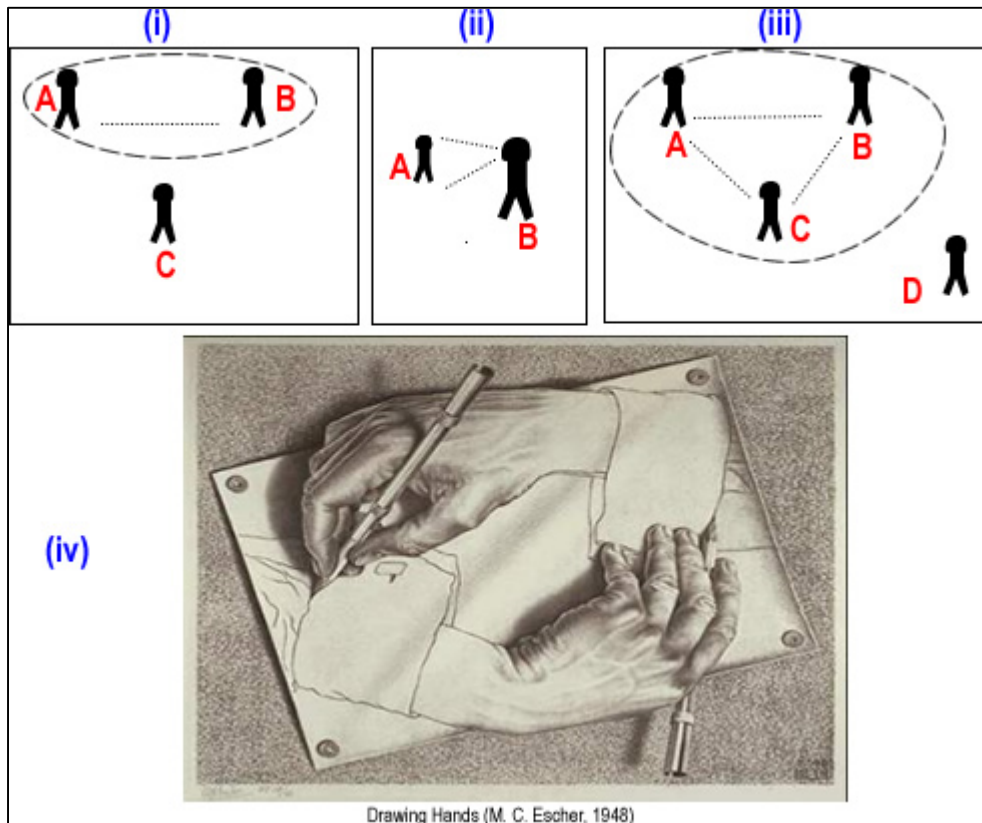 (i)
(ii)
(iii)
A
B
C
A
B
A
B
C
D
(iv)
Drawing Hands (M. C. Escher, 1948)